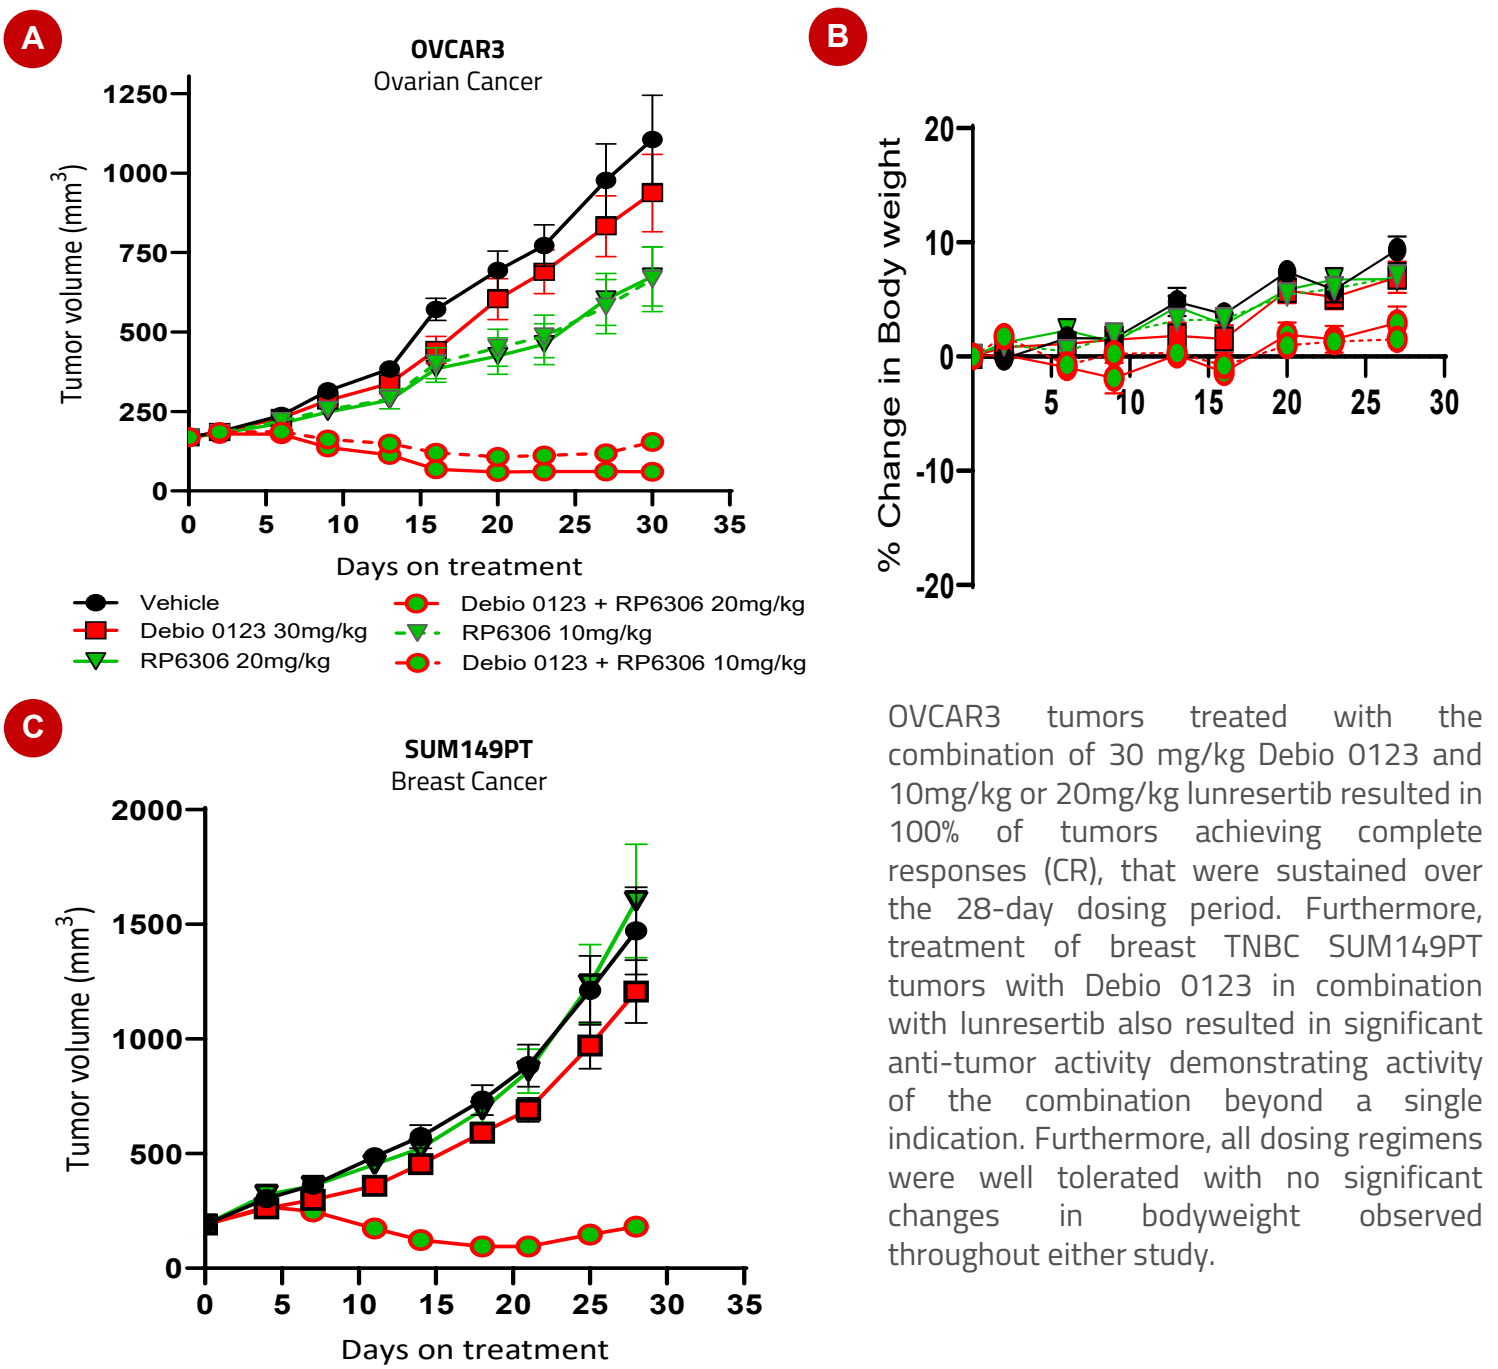 A
OVCAR3
Ovarian Cancer
1250
1000
750
500
250
0
0 5 10 15 20 25 30 35
Tumor volume (mm³)
Days on treatment
Vehicle
Debio 0123 30mg/kg
RP6306 20mg/kg
Debio 0123 + RP6306 20mg/kg
RP6306 10mg/kg
Debio 0123 + RP6306 10mg/kg
B
20
10
0
-10
-20
5 10 15 20 25 30
% Change in Body weight
C
SUM149PT
Breast Cancer
2000
1500
1000
500
0
0 5 10 15 20 25 30 35
Tumor volume (mm³)
Days on treatment
OVCAR3 tumors treated with the
combination of 30 mg/kg Debio 0123 and
10mg/kg or 20mg/kg lunresertib resulted in
100% of tumors achieving complete
responses (CR), that were sustained over
the 28-day dosing period. Furthermore,
treatment of breast TNBC SUM149PT
tumors with Debio 0123 in combination
with lunresertib also resulted in significant
anti-tumor activity demonstrating activity
of the combination beyond a single
indication. Furthermore, all dosing regimens
were well tolerated with no significant
changes in bodyweight observed
throughout either study.